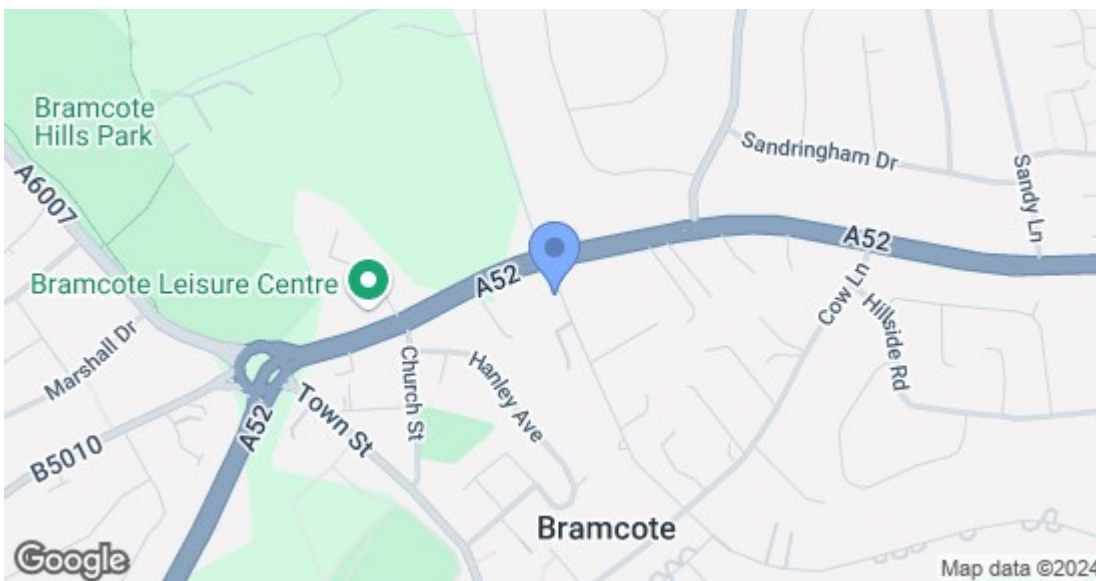 Bramcote
Hills Park
A6007
Sandringham Dr
Sandy Ln
A52
Bramcote Leisure Centre
A52
Cow Ln
Hillside Rd
Marshall Dr
Church St
Hanley Ave
Town St
A52
B5010
Bramcote
Google
Map data ©2024